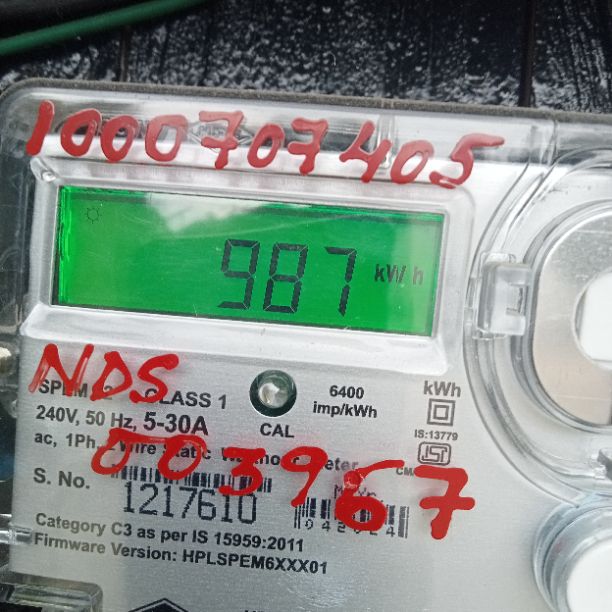 1000707405
987 kWh
NDS
CLASS 1
6400
imp/kWh
kWh
240V, 50 Hz, 5-30A
CAL
IS:13779
ac, 1Ph.
003967
S. No.
1217610
Category C3 as per IS 15959:2011
Firmware Version: HPLSPEM6XXX01